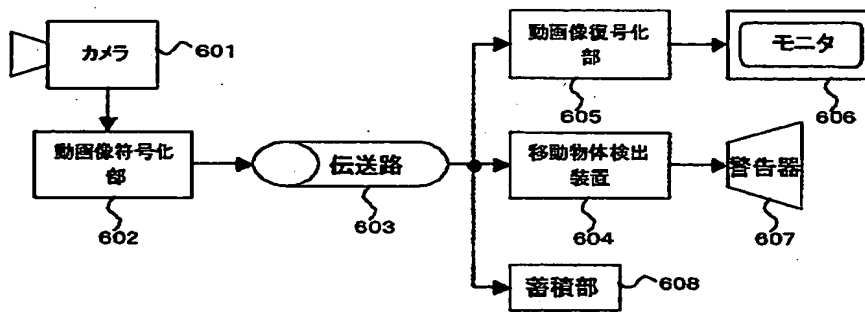 カメラ
601
動画像符号化
部
602
伝送路
603
動画像復号化
部
605
モニタ
606
移動物体検出
装置
604
警告器
607
蓄積部
608